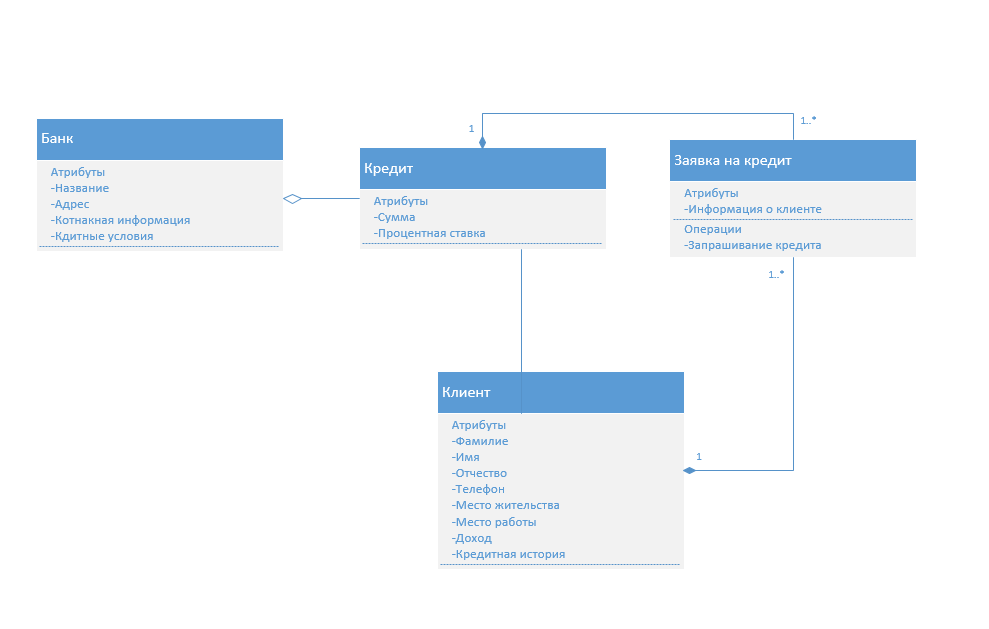 Банк
Атрибуты
-Название
-Адрес
-Котнакная информация
-Кдитные условия
1
Кредит
Атрибуты
-Сумма
-Процентная ставка
1..*
Заявка на кредит
Атрибуты
-Информация о клиенте
Операции
-Запрашивание кредита
1..*
Клиент
Атрибуты
-Фамилие
-Имя
-Отчество
-Телефон
-Место жительства
-Место работы
-Доход
-Кредитная история
1